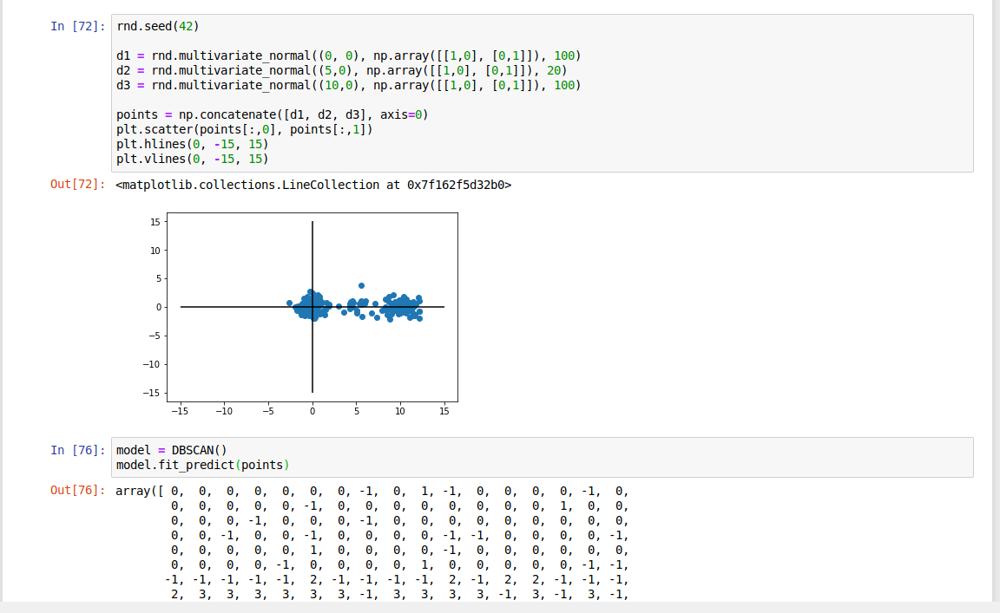 In [72]: rnd.seed(42)
d1 = rnd.multivariate_normal((0, 0), np.array([[1,0], [0,1]]), 100)
d2 = rnd.multivariate_normal((5,0), np.array([[1,0], [0,1]]), 20)
d3 = rnd.multivariate_normal((10,0), np.array([[1,0], [0,1]]), 100)
points = np.concatenate([d1, d2, d3], axis=0)
plt.scatter(points[:,0], points[:,1])
plt.hlines(0, -15, 15)
plt.vlines(0, -15, 15)
Out[72]: <matplotlib.collections.LineCollection at 0x7f162f5d32b0>
15
10
5
0
−5
−10
−15
−15 −10 −5 0 5 10 15
In [76]: model = DBSCAN()
model.fit_predict(points)
Out[76]: array([ 0, 0, 0, 0, 0, 0, 0, -1, 0, 1, -1, 0, 0, 0, 0, -1, 0,
0, 0, 0, 0, 0, -1, 0, 0, 0, 0, 0, 0, 0, 0, 1, 0, 0,
0, 0, 0, -1, 0, 0, 0, -1, 0, 0, 0, 0, 0, 0, 0, 0, 0,
0, 0, -1, 0, 0, -1, 0, 0, 0, 0, -1, -1, 0, 0, 0, 0, -1,
0, 0, 0, 0, 0, 1, 0, 0, 0, 0, -1, 0, 0, 0, 0, 0, 0,
0, 0, 0, 0, -1, 0, 0, 0, 0, 1, 0, 0, 0, 0, 0, -1, -1,
-1, -1, -1, -1, -1, 2, -1, -1, -1, -1, 2, -1, 2, 2, -1, -1, -1,
2, 3, 3, 3, 3, 3, 3, -1, 3, 3, 3, 3, -1, 3, -1, 3, -1,